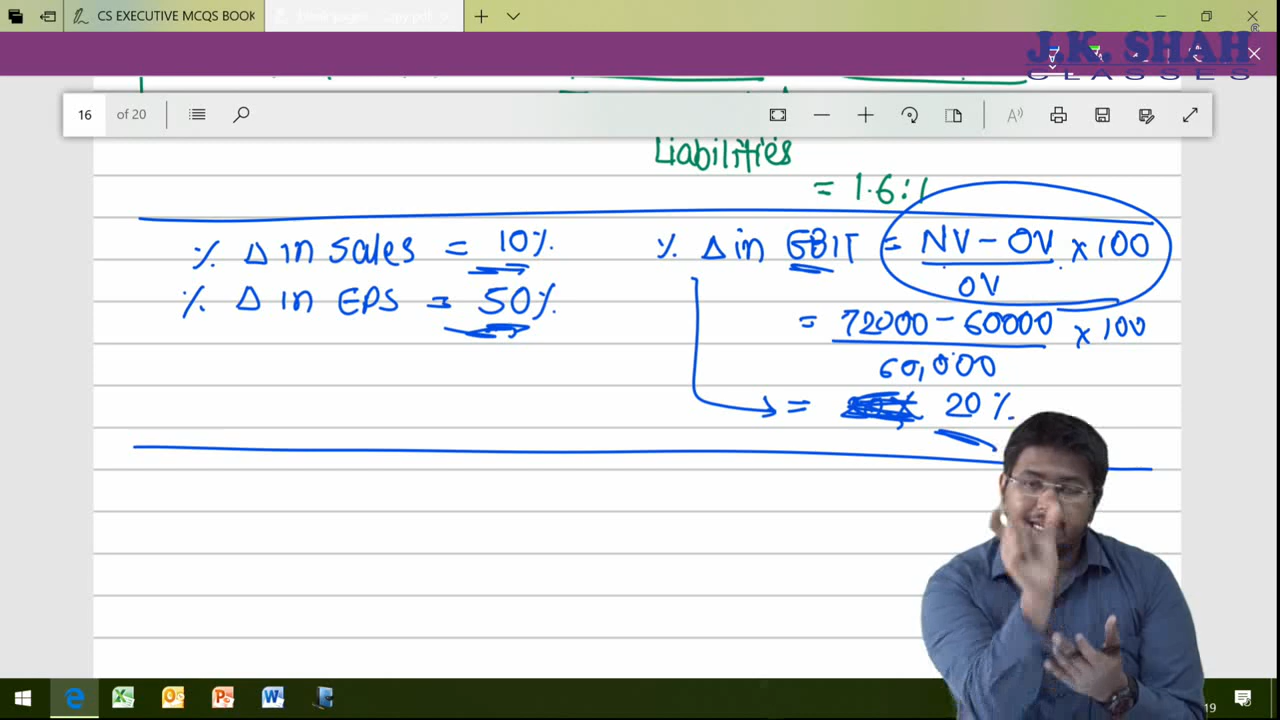 CS EXECUTIVE MCQS BOOK
J.K. SHAH ®
CLASSES
16 of 20
Liabilities
= 1.6:1
% Δ in sales = 10%.
% Δ in EPS = 50%.
% Δ in EBIT = NV - OV x 100
OV
= 72000 - 60000 x 100
60,000
= 20%.
19